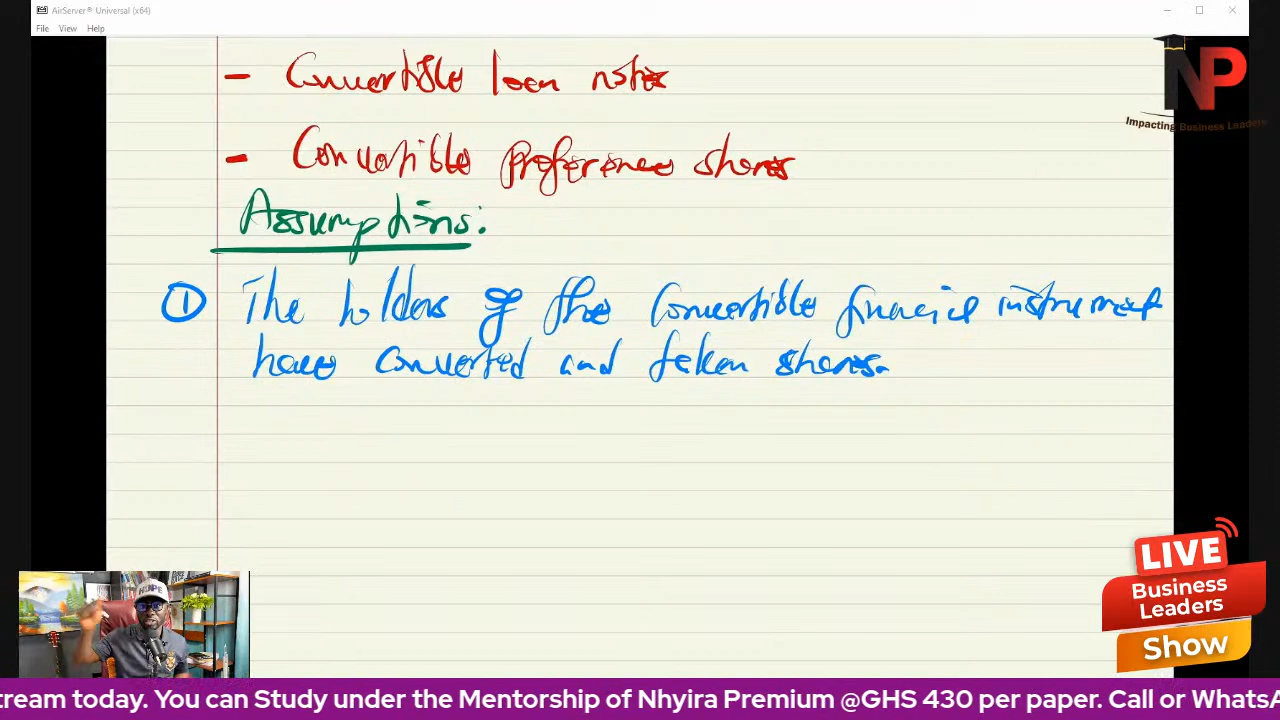 AirServer® Universal (x64)
File View Help
- Convertible loan notes
- Convertible preference shares
Assumptions:
① The holders of the Convertible financial instrument
have converted and taken shares.
NP
Impacting Business Leaders
LIVE
Business
Leaders
Show
tream today. You can Study under the Mentorship of Nhyira Premium @GHS 430 per paper. Call or WhatsA